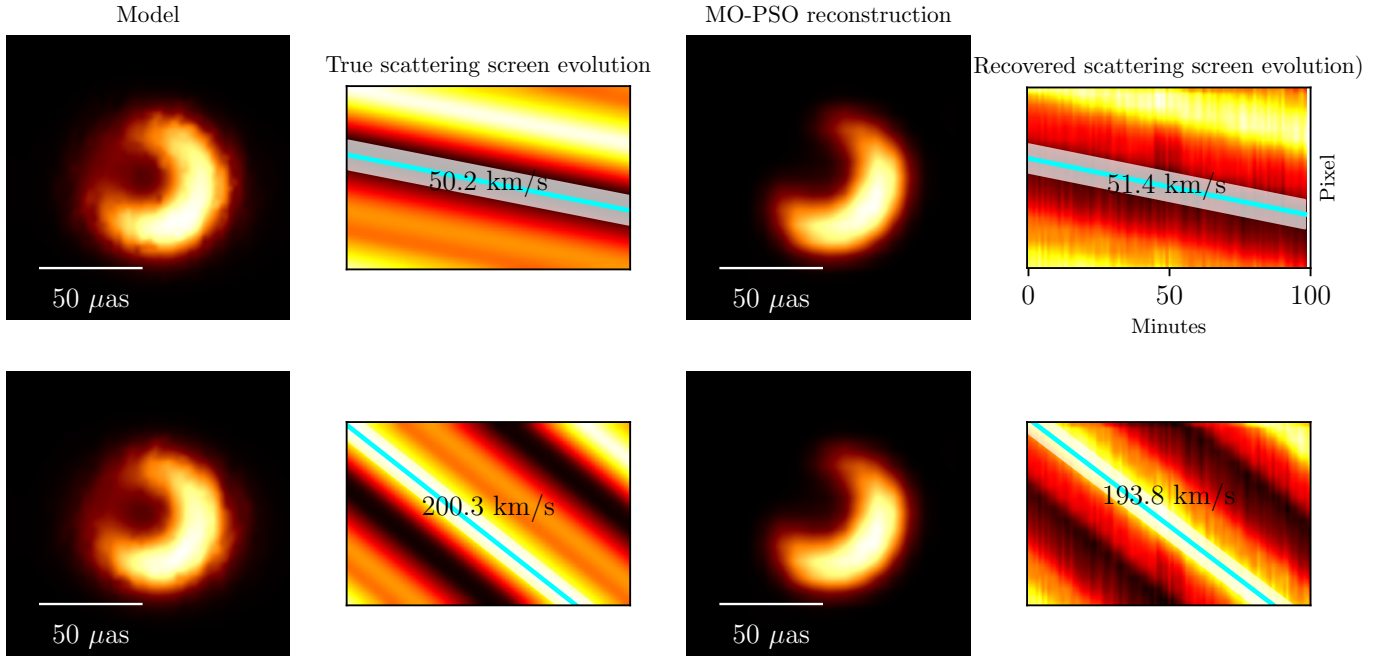 Model
MO-PSO reconstruction
True scattering screen evolution
Recovered scattering screen evolution)
50.2 km/s
51.4 km/s
Pixel
50 μas
50 μas
0 50 100
Minutes
200.3 km/s
193.8 km/s
50 μas
50 μas